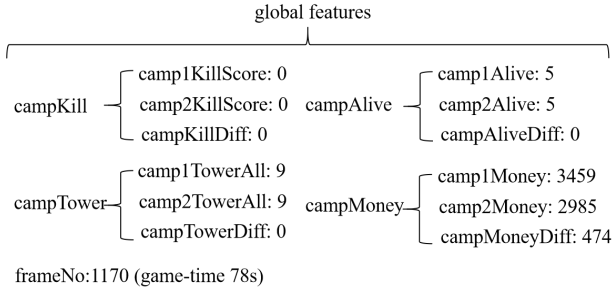 global features
campKill
camp1KillScore: 0
camp2KillScore: 0
campKillDiff: 0
campAlive
camp1Alive: 5
camp2Alive: 5
campAliveDiff: 0
campTower
camp1TowerAll: 9
camp2TowerAll: 9
campTowerDiff: 0
campMoney
camp1Money: 3459
camp2Money: 2985
campMoneyDiff: 474
frameNo:1170 (game-time 78s)